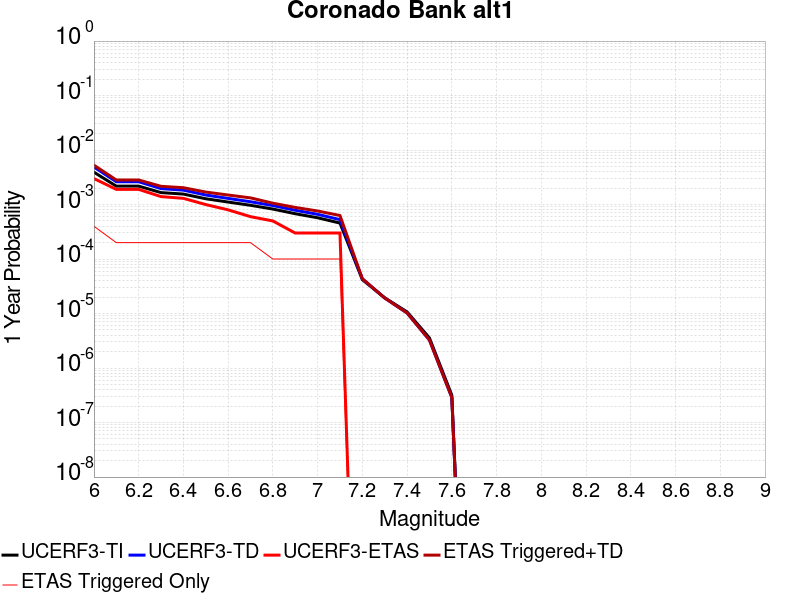 Coronado Bank alt1
10^0
10^-1
10^-2
10^-3
10^-4
10^-5
10^-6
10^-7
10^-8
1 Year Probability
6 6.2 6.4 6.6 6.8 7 7.2 7.4 7.6 7.8 8 8.2 8.4 8.6 8.8 9
Magnitude
UCERF3-TI UCERF3-TD UCERF3-ETAS ETAS Triggered+TD
ETAS Triggered Only